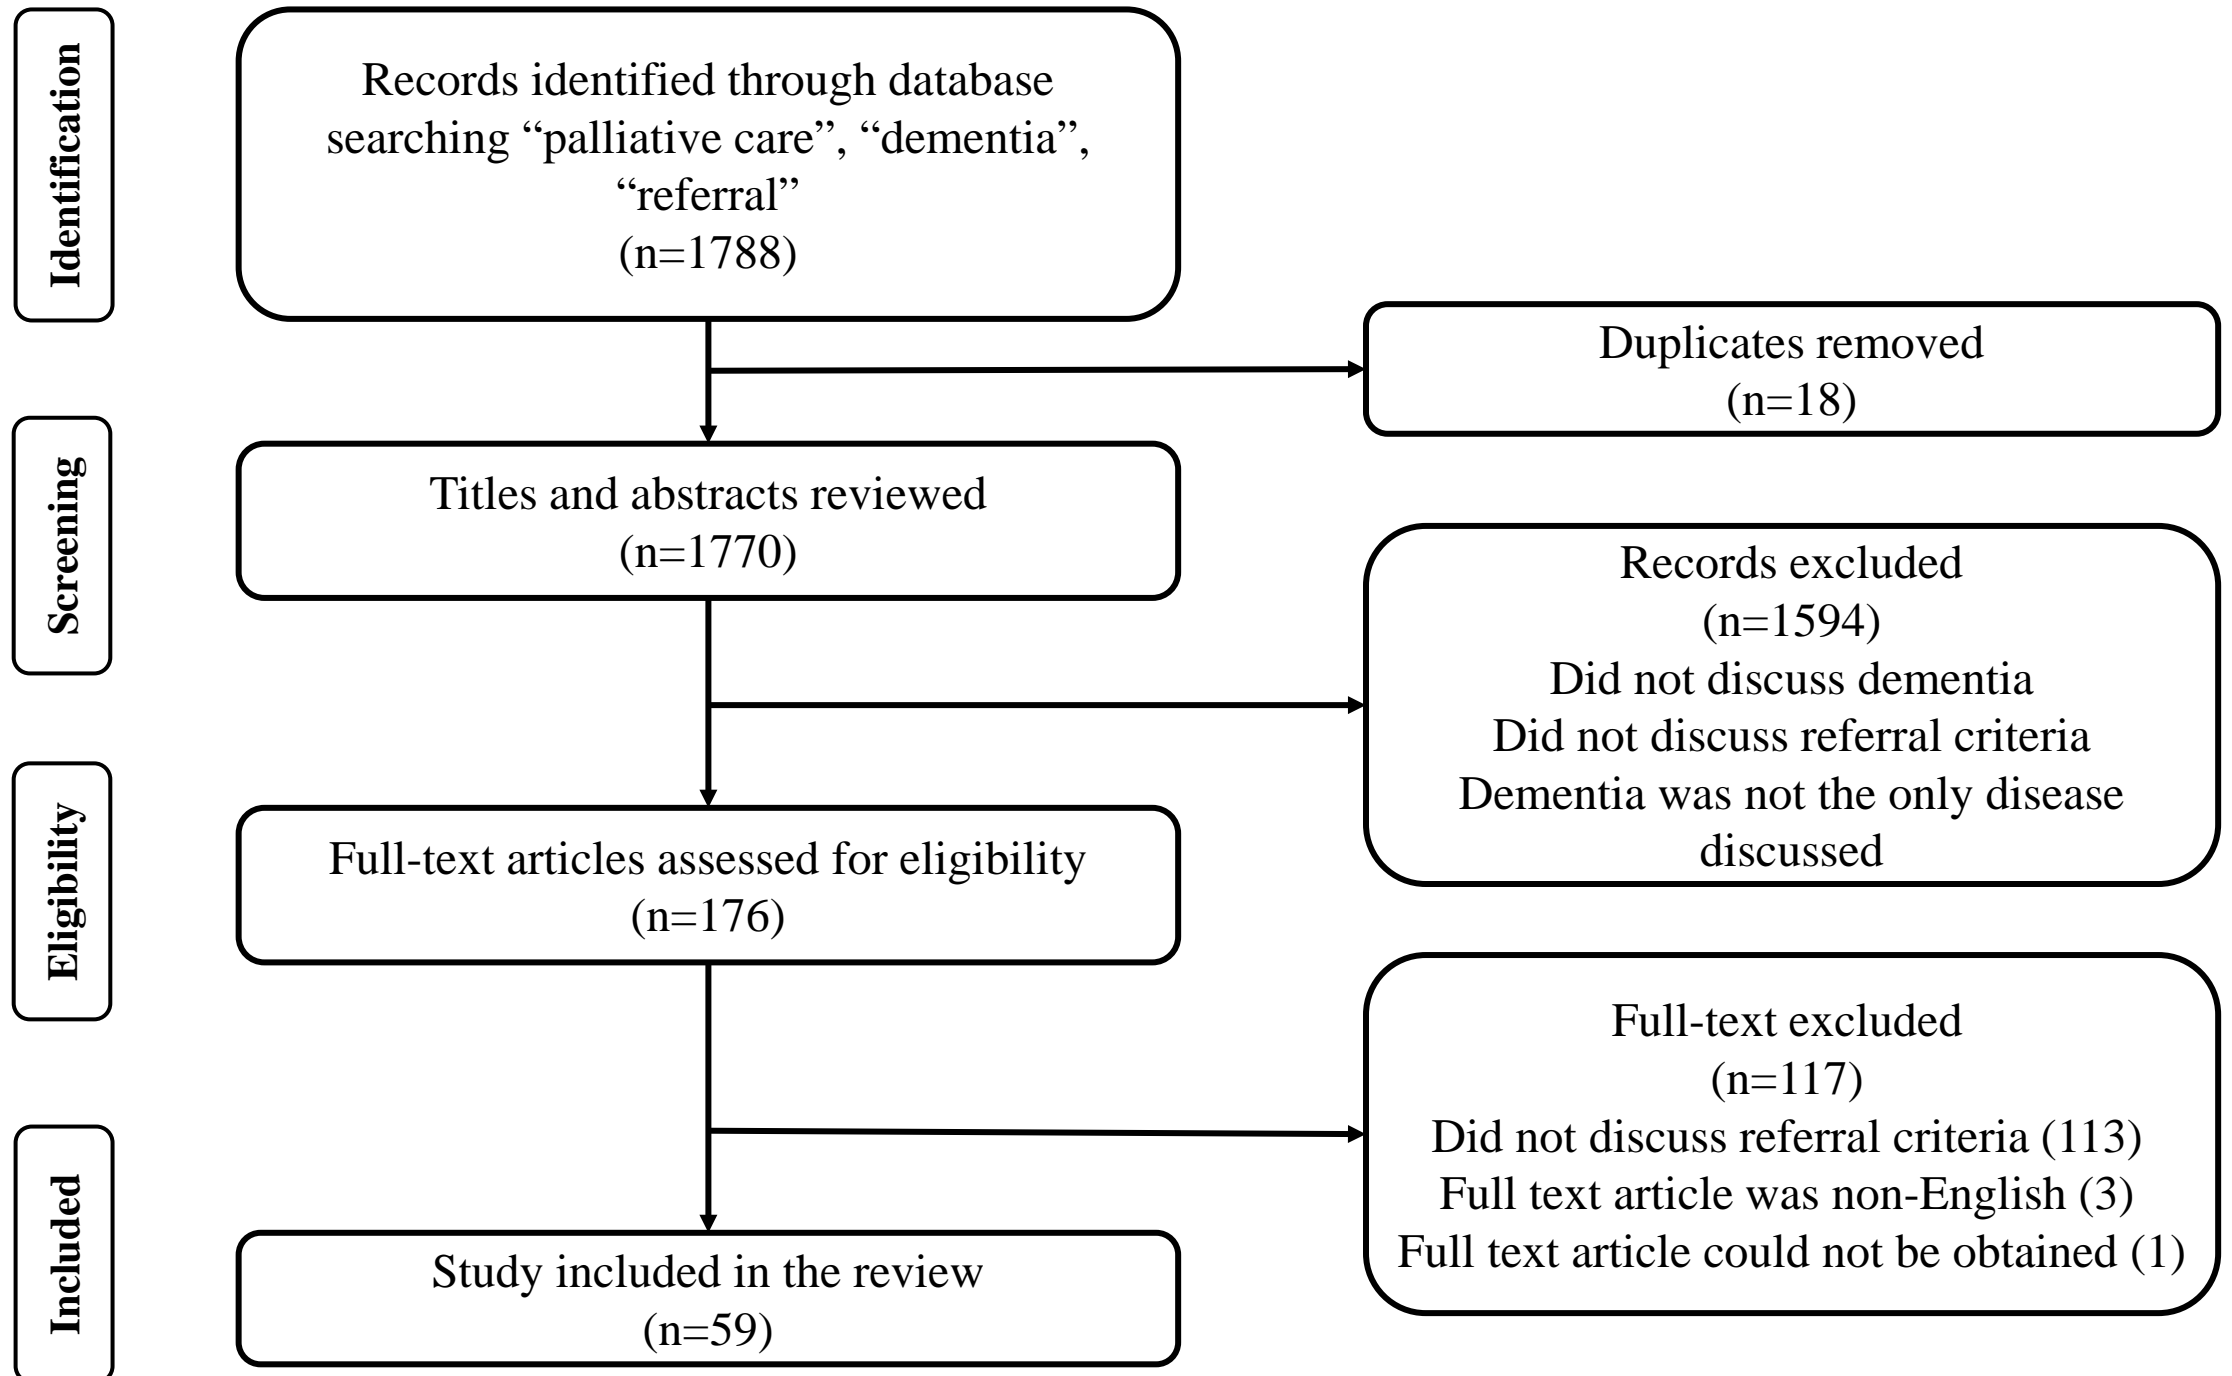 Identification
Records identified through database
searching “palliative care”, “dementia”,
“referral”
(n=1788)
Duplicates removed
(n=18)
Screening
Titles and abstracts reviewed
(n=1770)
Records excluded
(n=1594)
Did not discuss dementia
Did not discuss referral criteria
Dementia was not the only disease
discussed
Eligibility
Full-text articles assessed for eligibility
(n=176)
Full-text excluded
(n=117)
Did not discuss referral criteria (113)
Full text article was non-English (3)
Full text article could not be obtained (1)
Included
Study included in the review
(n=59)